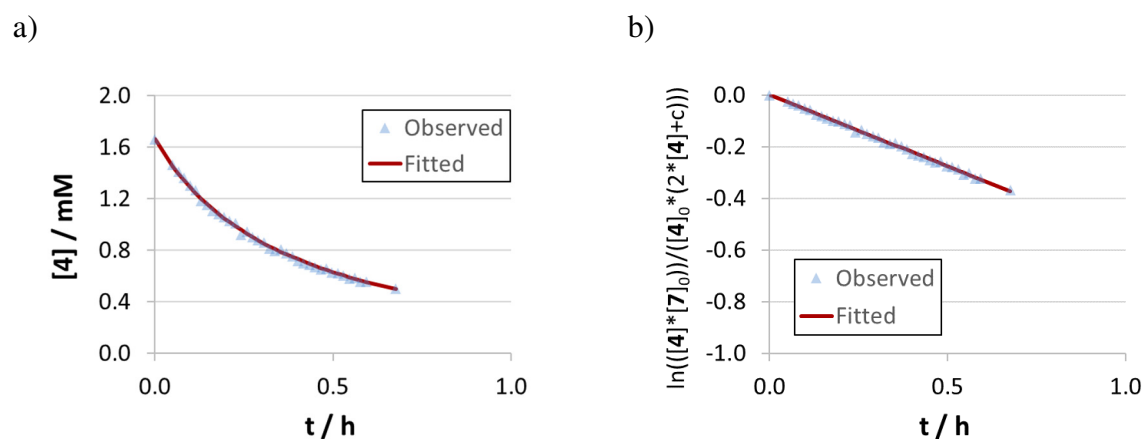 a)
b)
2.0
1.6
1.2
0.8
0.4
0.0
[4] / mM
Observed
Fitted
0.0
0.5
1.0
t / h
0.0
-0.2
-0.4
-0.6
-0.8
-1.0
ln(([4]*[7]₀))/([4]₀*(2*[4]+c)))
Observed
Fitted
0.0
0.5
1.0
t / h